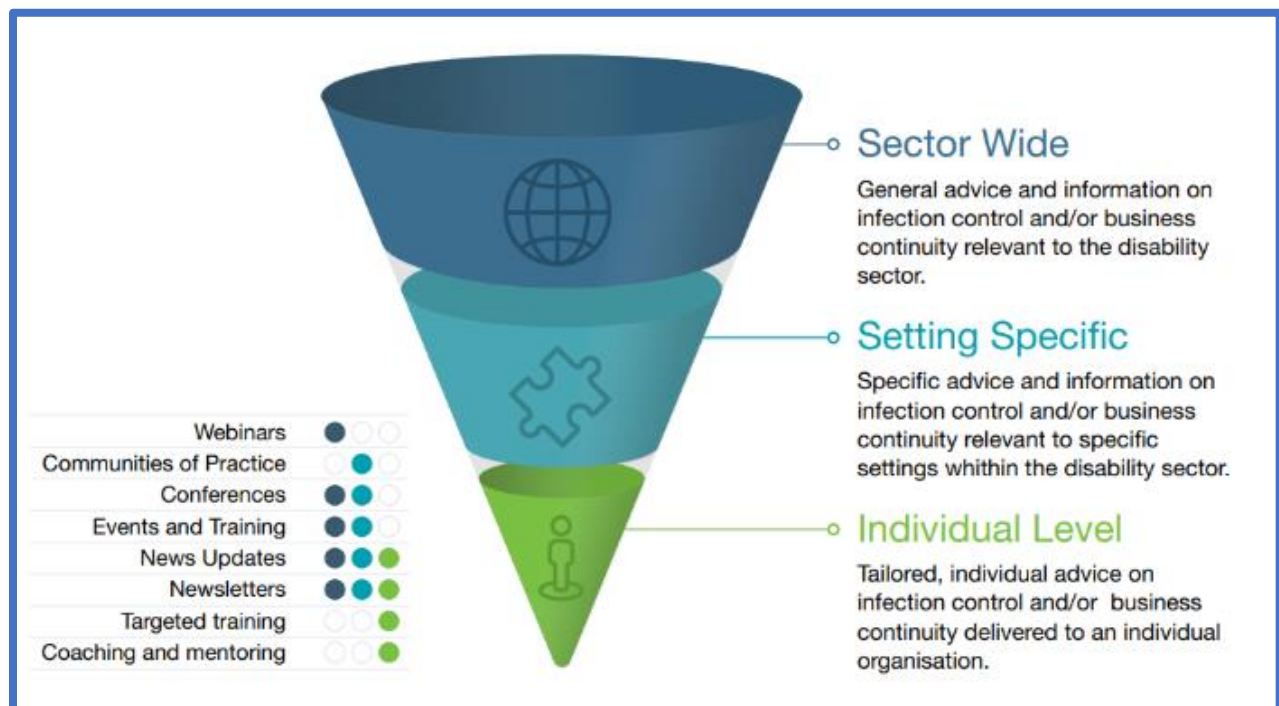 Sector Wide
General advice and information on
infection control and/or business
continuity relevant to the disability
sector.
Setting Specific
Specific advice and information on
infection control and/or business
continuity relevant to specific
settings whithin the disability sector.
Individual Level
Tailored, individual advice on
infection control and/or business
continuity delivered to an individual
organisation.
Webinars
Communities of Practice
Conferences
Events and Training
News Updates
Newsletters
Targeted training
Coaching and mentoring